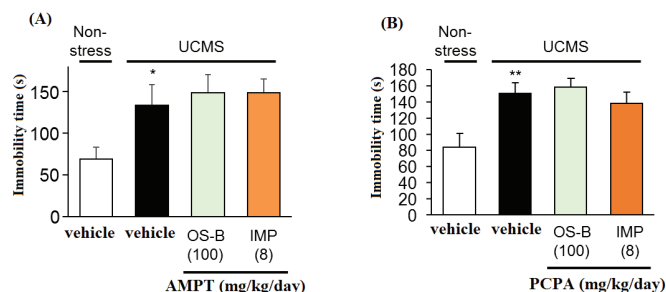 (A)
Non-
stress
UCMS
Immobility time (s)
150
100
50
0
*
vehicle
vehicle
OS-B
(100)
IMP
(8)
AMPT (mg/kg/day)
(B)
Non-
stress
UCMS
Immobility time (s)
180
160
140
120
100
80
60
40
20
0
**
vehicle
vehicle
OS-B
(100)
IMP
(8)
PCPA (mg/kg/day)